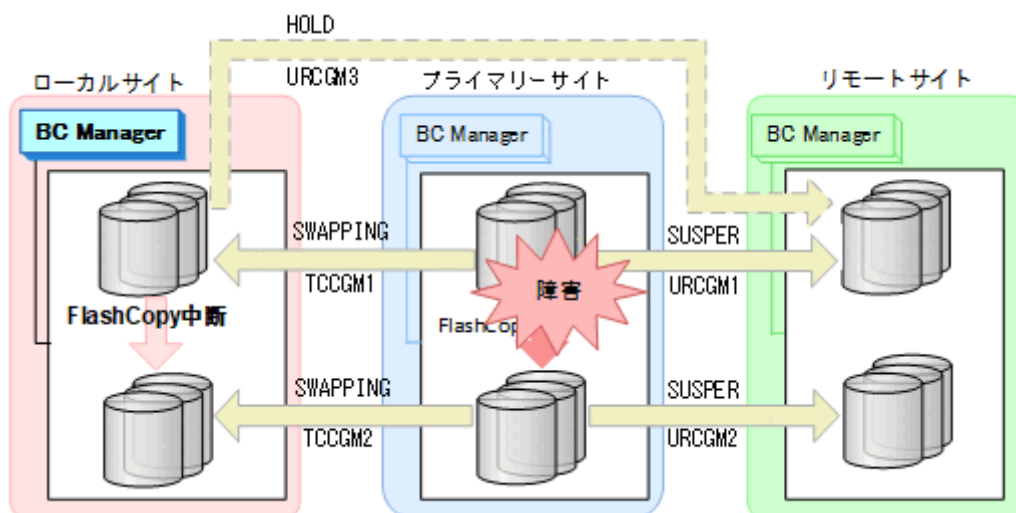 HOLD
URCGM3
ローカルサイト
プライマリーサイト
リモートサイト
BC Manager
BC Manager
BC Manager
SWAPPING
TCCGM1
SUSPER
URCGM1
障害
FlashCopy中断
FlashCop
SWAPPING
TCCGM2
SUSPER
URCGM2